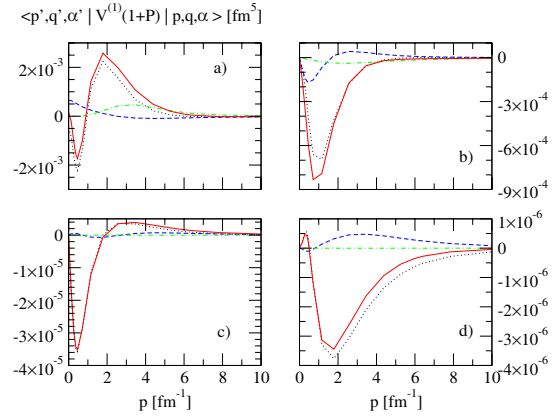 <p',q',α' | V⁽¹⁾(1+P) | p,q,α > [fm⁵]
2×10⁻³
0
-2×10⁻³
a)
0
-3×10⁻⁴
-6×10⁻⁴
-9×10⁻⁴
b)
0
-1×10⁻⁵
-2×10⁻⁵
-3×10⁻⁵
-4×10⁻⁵
-5×10⁻⁵
c)
0 2 4 6 8 10
p [fm⁻¹]
1×10⁻⁶
0
-1×10⁻⁶
-2×10⁻⁶
-3×10⁻⁶
-4×10⁻⁶
d)
0 2 4 6 8 10
p [fm⁻¹]